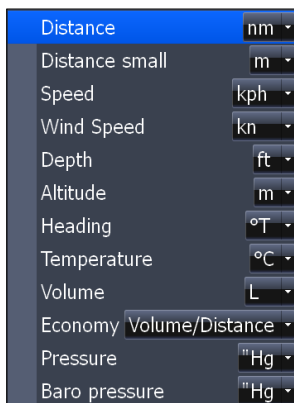 Distance nm
Distance small m
Speed kph
Wind Speed kn
Depth ft
Altitude m
Heading °T
Temperature °C
Volume L
Economy Volume/Distance
Pressure "Hg
Baro pressure "Hg